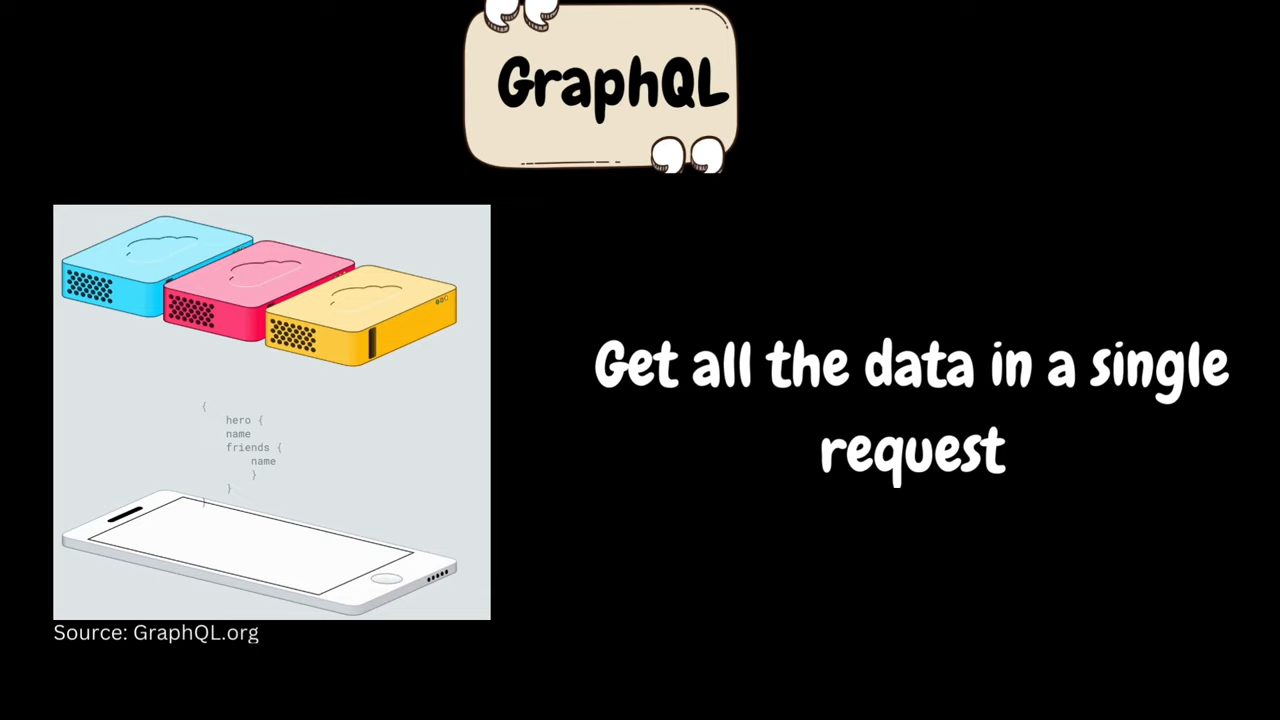 GraphQL
{
hero {
name
friends {
name
}
}
}
Get all the data in a single
request
Source: GraphQL.org